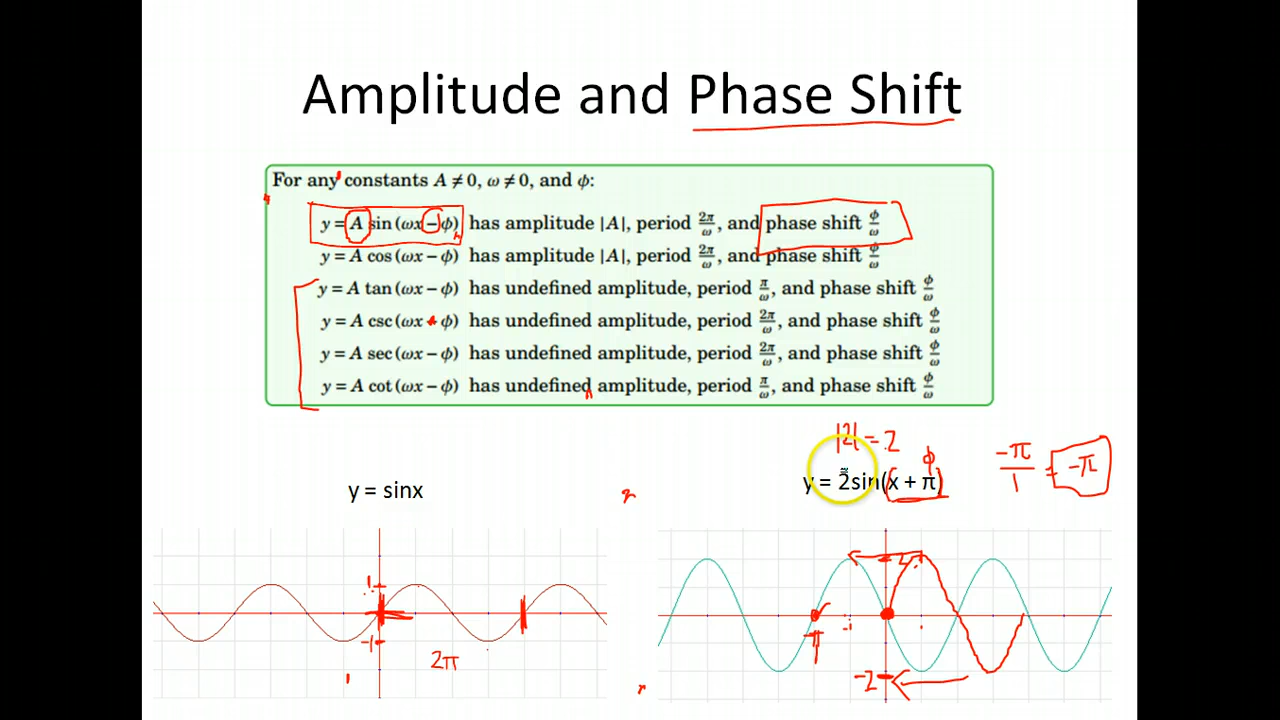 Amplitude and Phase Shift
For any constants A ≠ 0, ω ≠ 0, and ϕ:
y = A sin (ωx − ϕ) has amplitude |A|, period 2π/ω, and phase shift ϕ/ω
y = A cos (ωx − ϕ) has amplitude |A|, period 2π/ω, and phase shift ϕ/ω
y = A tan (ωx − ϕ) has undefined amplitude, period π/ω, and phase shift ϕ/ω
y = A csc (ωx ϕ) has undefined amplitude, period 2π/ω, and phase shift ϕ/ω
y = A sec (ωx − ϕ) has undefined amplitude, period 2π/ω, and phase shift ϕ/ω
y = A cot (ωx − ϕ) has undefined amplitude, period π/ω, and phase shift ϕ/ω
|2| = 2
ϕ
-π/1 = -π
y = sinx
y = 2sin(x + π)
1
-1
2π
2
-π
-2